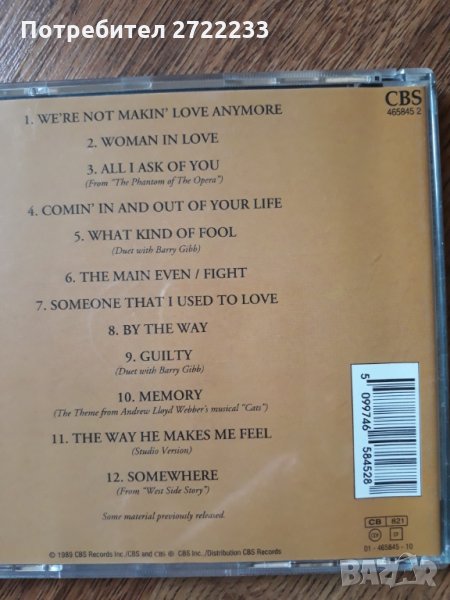 Потребител 2722233
CBS
465845 2
1. WE'RE NOT MAKIN' LOVE ANYMORE
2. WOMAN IN LOVE
3. ALL I ASK OF YOU
(From "The Phantom of The Opera")
4. COMIN' IN AND OUT OF YOUR LIFE
5. WHAT KIND OF FOOL
(Duet with Barry Gibb)
6. THE MAIN EVEN / FIGHT
7. SOMEONE THAT I USED TO LOVE
8. BY THE WAY
9. GUILTY
(Duet with Barry Gibb)
10. MEMORY
(The Theme from Andrew Lloyd Webber's musical "Cats")
11. THE WAY HE MAKES ME FEEL
(Studio Version)
12. SOMEWHERE
(From "West Side Story")
Some material previously released.
5 099746 584528
CB 821
01 - 465845 - 10
© 1989 CBS Records Inc./CBS and CBS ® CBS Inc./Distribution CBS Records
bazar